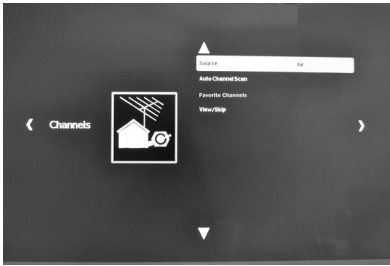 Source Air
Auto Channel Scan
Favorite Channels
View/Skip
Channels